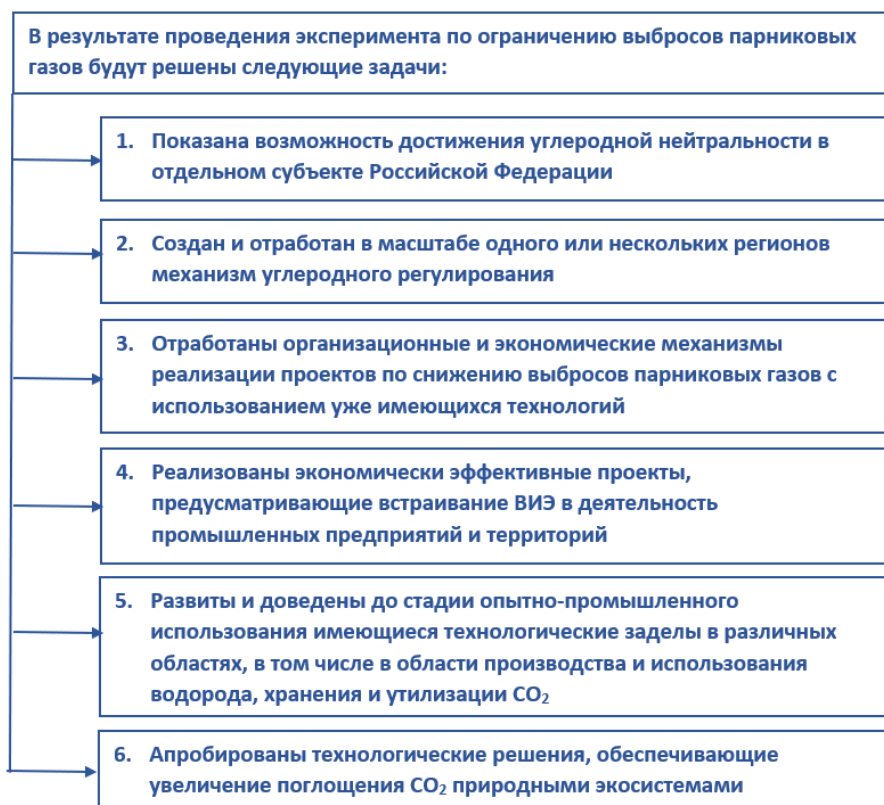 В результате проведения эксперимента по ограничению выбросов парниковых
газов будут решены следующие задачи:
1. Показана возможность достижения углеродной нейтральности в
отдельном субъекте Российской Федерации
2. Создан и отработан в масштабе одного или нескольких регионов
механизм углеродного регулирования
3. Отработаны организационные и экономические механизмы
реализации проектов по снижению выбросов парниковых газов с
использованием уже имеющихся технологий
4. Реализованы экономически эффективные проекты,
предусматривающие встраивание ВИЭ в деятельность
промышленных предприятий и территорий
5. Развиты и доведены до стадии опытно-промышленного
использования имеющиеся технологические заделы в различных
областях, в том числе в области производства и использования
водорода, хранения и утилизации СО₂
6. Апробированы технологические решения, обеспечивающие
увеличение поглощения СО₂ природными экосистемами